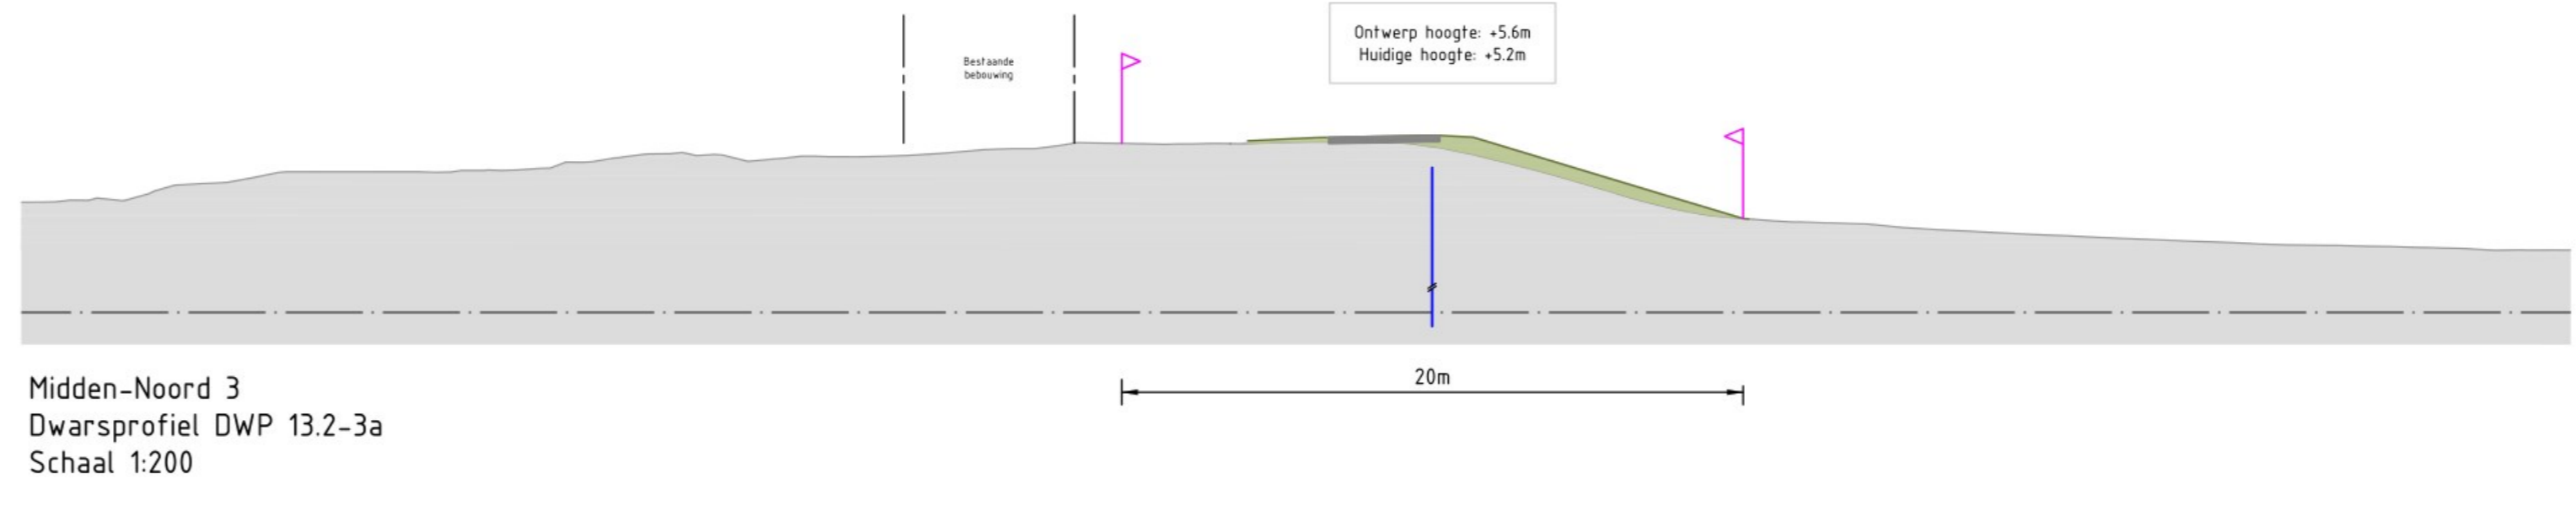 Ontwerp hoogte: +5.6m
Huidige hoogte: +5.2m
Bestaande
bebouwing
20m
Midden-Noord 3
Dwarsprofiel DWP 13.2-3a
Schaal 1:200